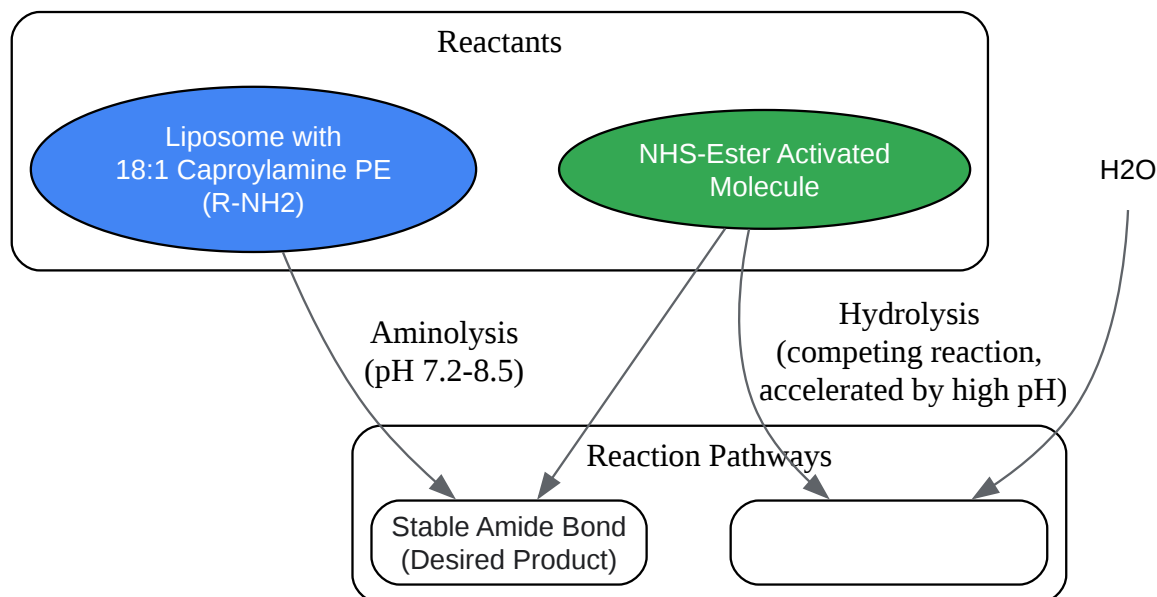 Reactants
Liposome with
18:1 Caproylamine PE
(R-NH2)
NHS-Ester Activated
Molecule
H2O
Aminolysis
(pH 7.2-8.5)
Hydrolysis
(competing reaction,
accelerated by high pH)
Reaction Pathways
Stable Amide Bond
(Desired Product)